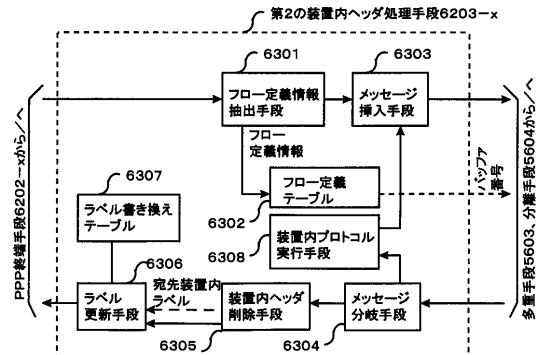 第2の装置内ヘッダ処理手段6203-x
6301
6303
フロー定義情報
抽出手段
メッセージ
挿入手段
フロー
定義情報
フロー定義
テーブル
6302
バッファ
番号
6307
ラベル書き換え
テーブル
装置内プロトコル
実行手段
6308
6306
ラベル
更新手段
宛先装置内
ラベル
装置内ヘッダ
削除手段
6305
メッセージ
分岐手段
6304
PPP終端手段6202-xから/へ
多重手段5603、分離手段5604から/へ